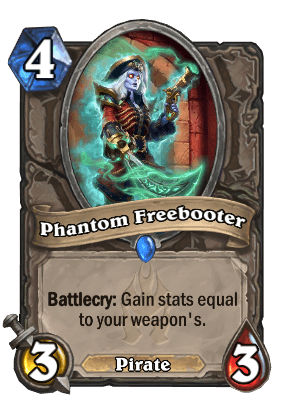 4
Phantom Freebooter
Battlecry: Gain stats equal
to your weapon's.
3
Pirate
3